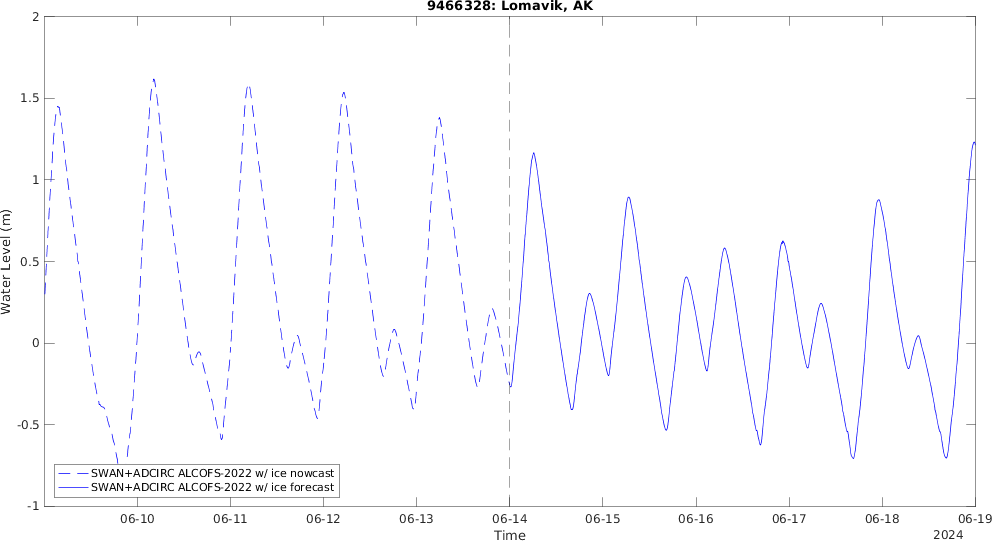 9466328: Lomavik, AK
Water Level (m)
2
1.5
1
0.5
0
-0.5
-1
SWAN+ADCIRC ALCOFS-2022 w/ ice nowcast
SWAN+ADCIRC ALCOFS-2022 w/ ice forecast
06-10 06-11 06-12 06-13 06-14 06-15 06-16 06-17 06-18 06-19
Time
2024